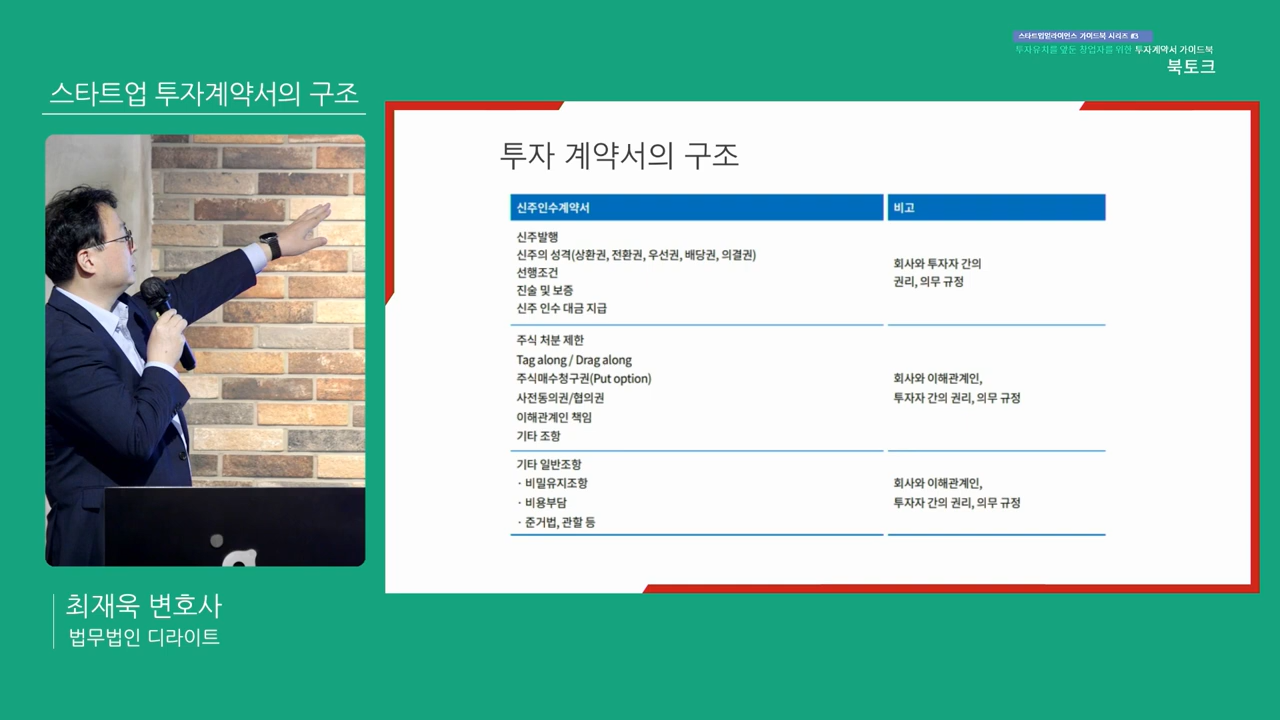 스타트업얼라이언스 가이드북 시리즈 #3
투자유치를 앞둔 창업자를 위한 투자계약서 가이드북
북토크
스타트업 투자계약서의 구조
투자 계약서의 구조
신주인수계약서
비고
신주발행
신주의 성격(상환권, 전환권, 우선권, 배당권, 의결권)
선행조건
진술 및 보증
신주 인수 대금 지급
회사와 투자자 간의
권리, 의무 규정
주식 처분 제한
Tag along / Drag along
주식매수청구권(Put option)
사전동의권/협의권
이해관계인 책임
기타 조항
회사와 이해관계인,
투자자 간의 권리, 의무 규정
기타 일반조항
· 비밀유지조항
· 비용부담
· 준거법, 관할 등
회사와 이해관계인,
투자자 간의 권리, 의무 규정
최재욱 변호사
법무법인 디라이트